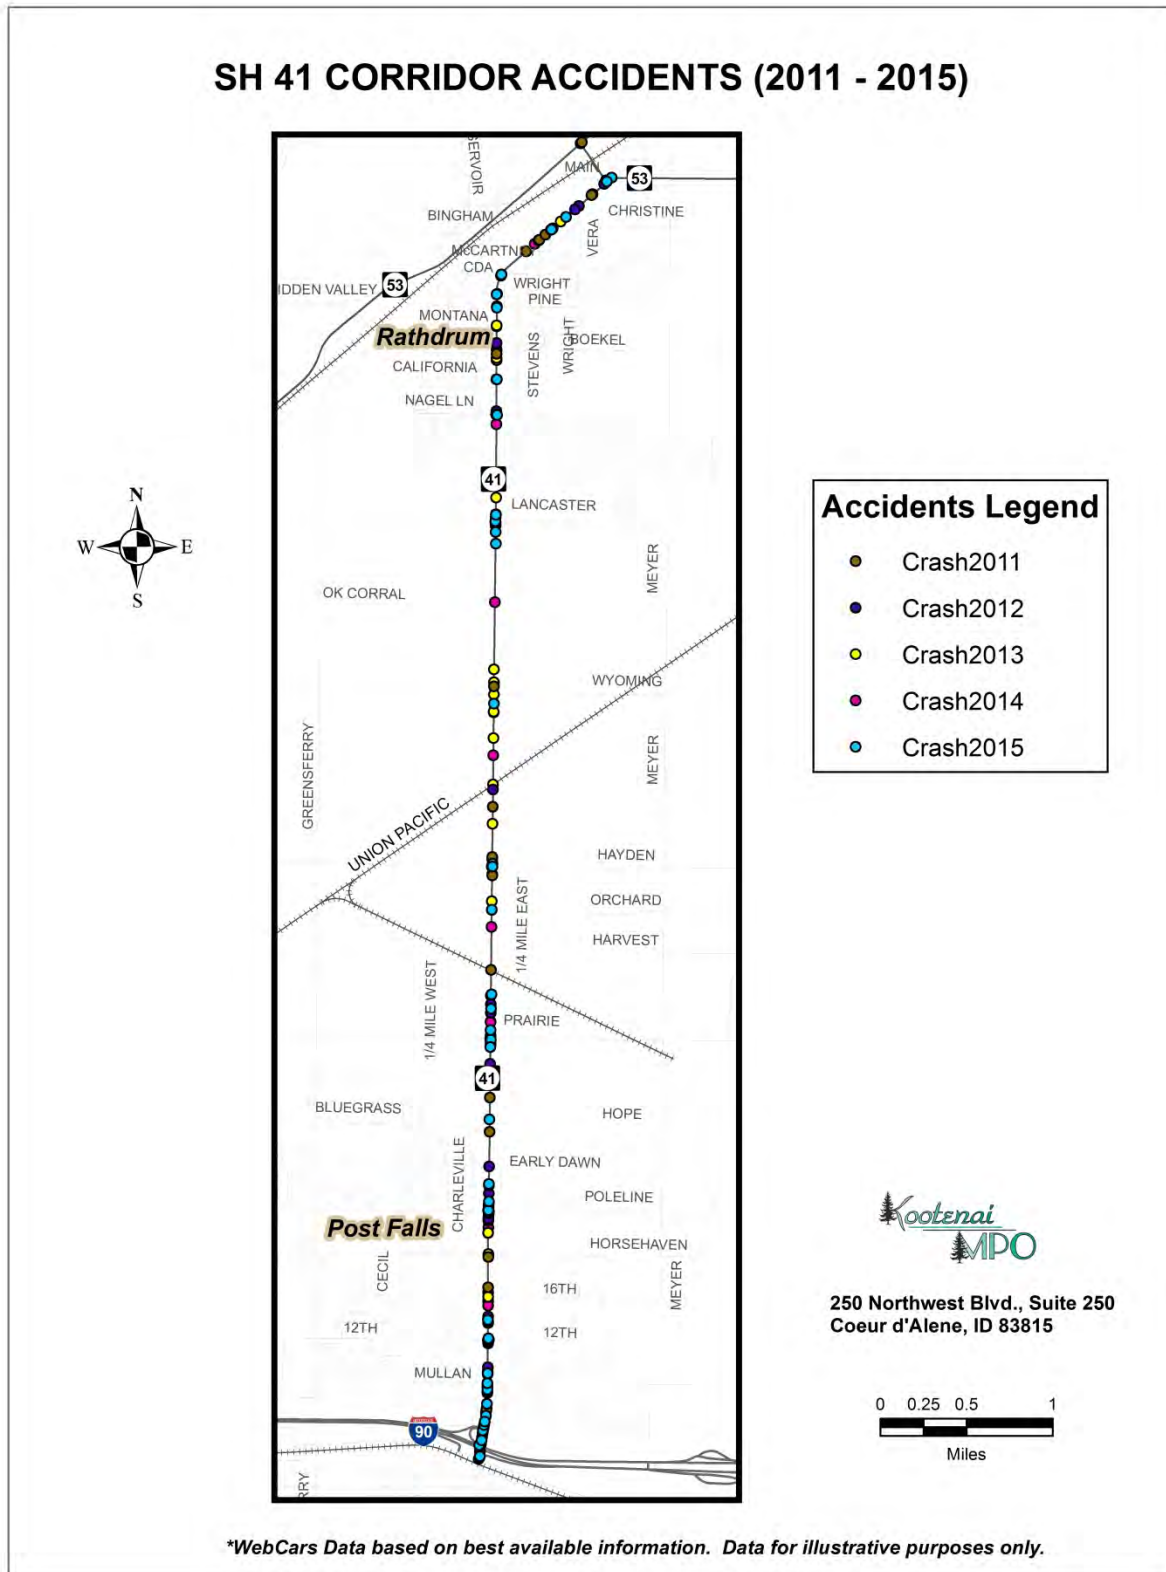 SH 41 CORRIDOR ACCIDENTS (2011 - 2015)
SERVOIR
MAIN
53
BINGHAM
CHRISTINE
VERA
McCARTN
CDA
53
IDDEN VALLEY
WRIGHT
PINE
MONTANA
Rathdrum
STEVENS
WRIGHT
BOEKEL
CALIFORNIA
NAGEL LN
41
LANCASTER
N
W
E
S
OK CORRAL
MEYER
WYOMING
GREENSFERRY
MEYER
UNION PACIFIC
HAYDEN
1/4 MILE EAST
ORCHARD
HARVEST
1/4 MILE WEST
PRAIRIE
41
BLUEGRASS
HOPE
CHARLEVILLE
EARLY DAWN
POLELINE
Post Falls
HORSEHAVEN
CECIL
MEYER
16TH
12TH
12TH
MULLAN
INTERSTATE
90
RRY
Accidents Legend
Crash2011
Crash2012
Crash2013
Crash2014
Crash2015
Kootenai
MPO
250 Northwest Blvd., Suite 250
Coeur d'Alene, ID 83815
0 0.25 0.5 1
Miles
*WebCars Data based on best available information. Data for illustrative purposes only.